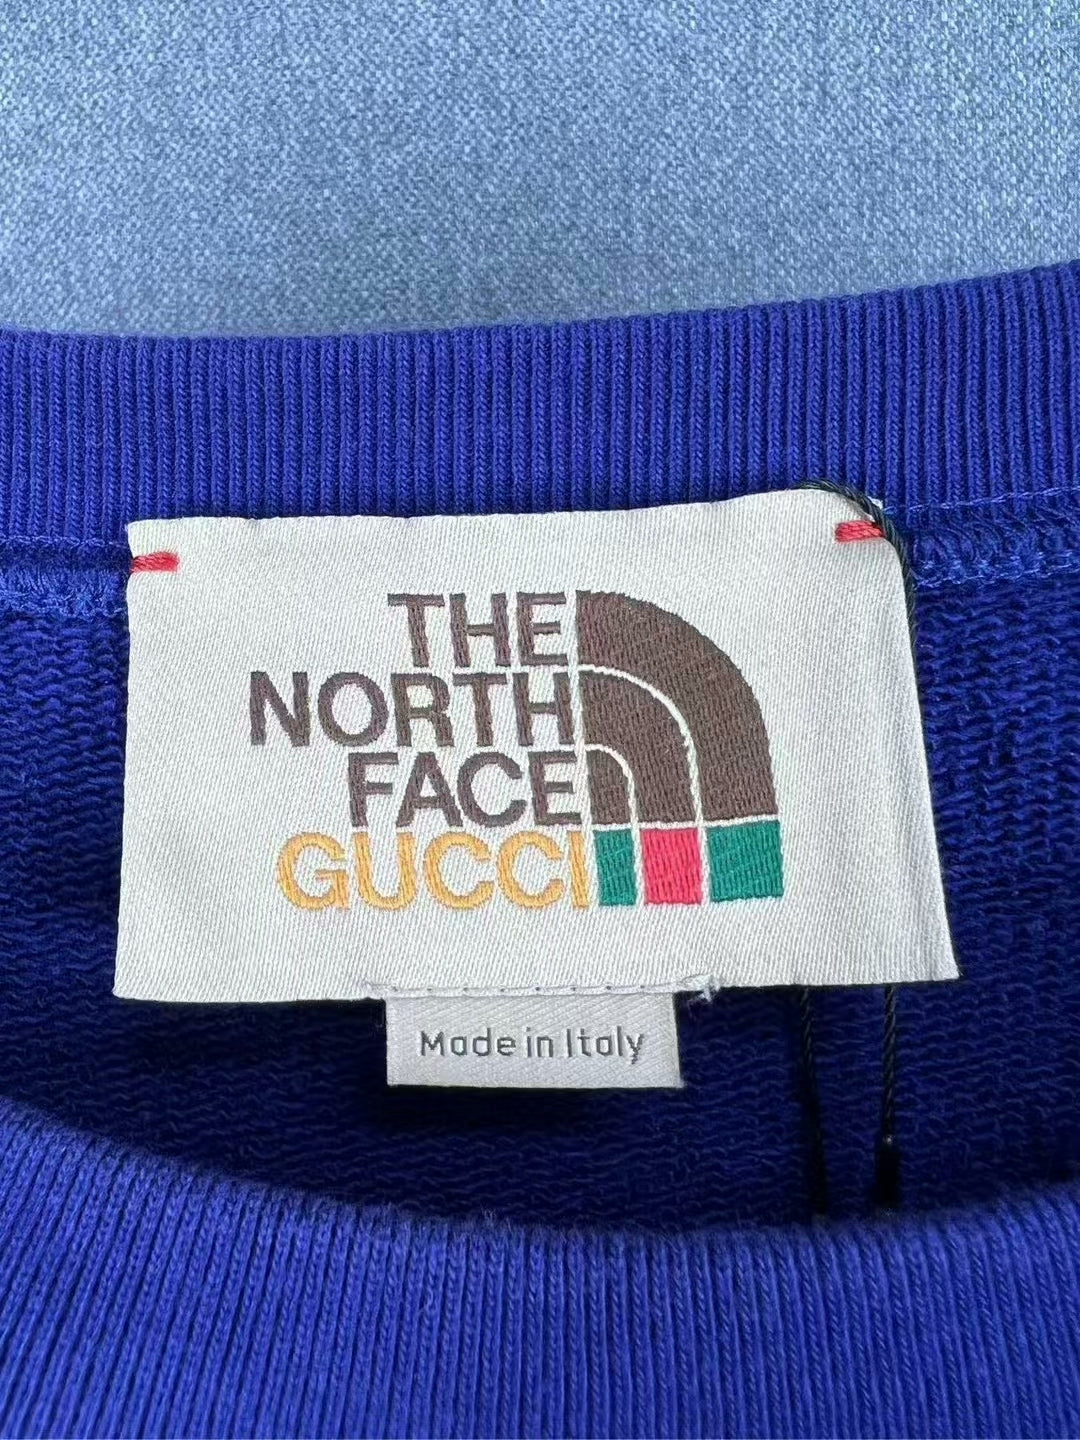 THE
NORTH
FACE
GUCCI
Made in Italy